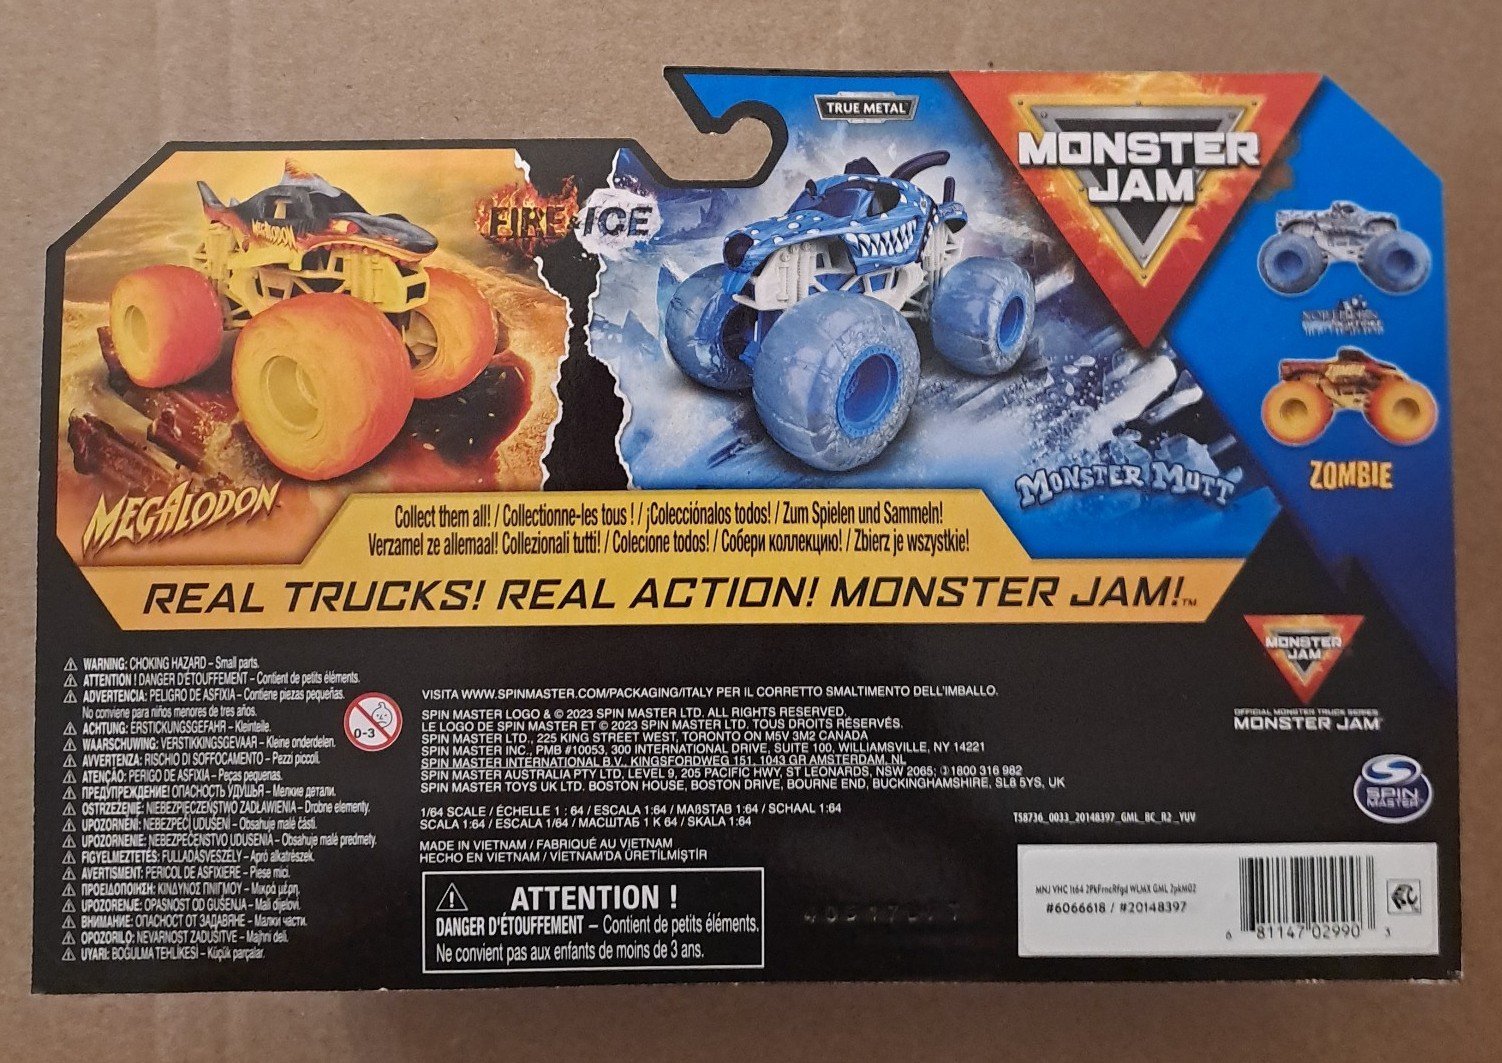 TRUE METAL
MONSTER
JAM
FIRE & ICE
MEGALODON
MEGALODON
MONSTER MUTT
ZOMBIE
Collect them all! / Collectionne-les tous ! / ¡Colecciónalos todos! / Zum Spielen und Sammeln!
Verzamel ze allemaal! Collezionali tutti! / Colecione todos! / Собери коллекцию! / Zbierz je wszystkie!
REAL TRUCKS! REAL ACTION! MONSTER JAM!™
WARNING: CHOKING HAZARD – Small parts.
ATTENTION ! DANGER D'ÉTOUFFEMENT – Contient de petits éléments.
ADVERTENCIA: PELIGRO DE ASFIXIA – Contiene piezas pequeñas.
No conviene para niños menores de tres años.
ACHTUNG: ERSTICKUNGSGEFAHR – Kleinteile.
WAARSCHUWING: VERSTIKKINGSGEVAAR – Kleine onderdelen.
AVVERTENZA: RISCHIO DI SOFFOCAMENTO – Pezzi piccoli.
ATENÇÃO: PERIGO DE ASFIXIA – Peças pequenas.
ПРЕДУПРЕЖДЕНИЕ! ОПАСНОСТЬ УДУШЬЯ – Мелкие детали.
OSTRZEŻENIE: NIEBEZPIECZEŃSTWO ZADŁAWIENIA – Drobne elementy.
UPOZORNĚNÍ: NEBEZPEČÍ UDUŠENÍ – Obsahuje malé části.
UPOZORNENIE: NEBEZPEČENSTVO UDUSENIA – Obsahuje malé predmety.
FIGYELMEZTETÉS: FULLADÁSVESZÉLY – Apró alkatrészek.
AVERTISMENT: PERICOL DE ASFIXIERE – Piese mici.
ΠΡΟΕΙΔΟΠΟΙΗΣΗ: ΚΙΝΔΥΝΟΣ ΠΝΙΓΜΟΥ – Μικρά μέρη.
UPOZORENJE: OPASNOST OD GUŠENJA – Mali dijelovi.
ВНИМАНИЕ: ОПАСНОСТ ОТ ЗАДАВЯНЕ – Малки части.
OPOZORILO: NEVARNOST ZADUŠITVE – Majhni deli.
UYARI: BOĞULMA TEHLİKESİ – Küçük parçalar.
0-3
VISITA WWW.SPINMASTER.COM/PACKAGING/ITALY PER IL CORRETTO SMALTIMENTO DELL'IMBALLO.
SPIN MASTER LOGO & © 2023 SPIN MASTER LTD. ALL RIGHTS RESERVED.
LE LOGO DE SPIN MASTER ET © 2023 SPIN MASTER LTD. TOUS DROITS RÉSERVÉS.
SPIN MASTER LTD., 225 KING STREET WEST, TORONTO ON M5V 3M2 CANADA
SPIN MASTER INC., PMB #10053, 300 INTERNATIONAL DRIVE, SUITE 100, WILLIAMSVILLE, NY 14221
SPIN MASTER INTERNATIONAL B.V., KINGSFORDWEG 151, 1043 GR AMSTERDAM, NL
SPIN MASTER AUSTRALIA PTY LTD, LEVEL 9, 205 PACIFIC HWY, ST LEONARDS, NSW 2065; ✆1800 316 982
SPIN MASTER TOYS UK LTD. BOSTON HOUSE, BOSTON DRIVE, BOURNE END, BUCKINGHAMSHIRE, SL8 5YS, UK
1/64 SCALE / ÉCHELLE 1 : 64 / ESCALA 1:64 / MAßSTAB 1:64 / SCHAAL 1:64
SCALA 1:64 / ESCALA 1/64 / МАСШТАБ 1 К 64 / SKALA 1:64
MADE IN VIETNAM / FABRIQUÉ AU VIETNAM
HECHO EN VIETNAM / VIETNAM'DA ÜRETİLMİŞTİR
ATTENTION !
DANGER D'ÉTOUFFEMENT – Contient de petits éléments.
Ne convient pas aux enfants de moins de 3 ans.
MONSTER
JAM
OFFICIAL MONSTER TRUCK SERIES
MONSTER JAM
SPIN
MASTER
T58736_0033_20148397_GML_BC_R2_YUV
MNJ VHC 1t64 2PkFrncRfgd WLMX GML 2pkM02
#6066618 / #20148397
6 81147 02990 3